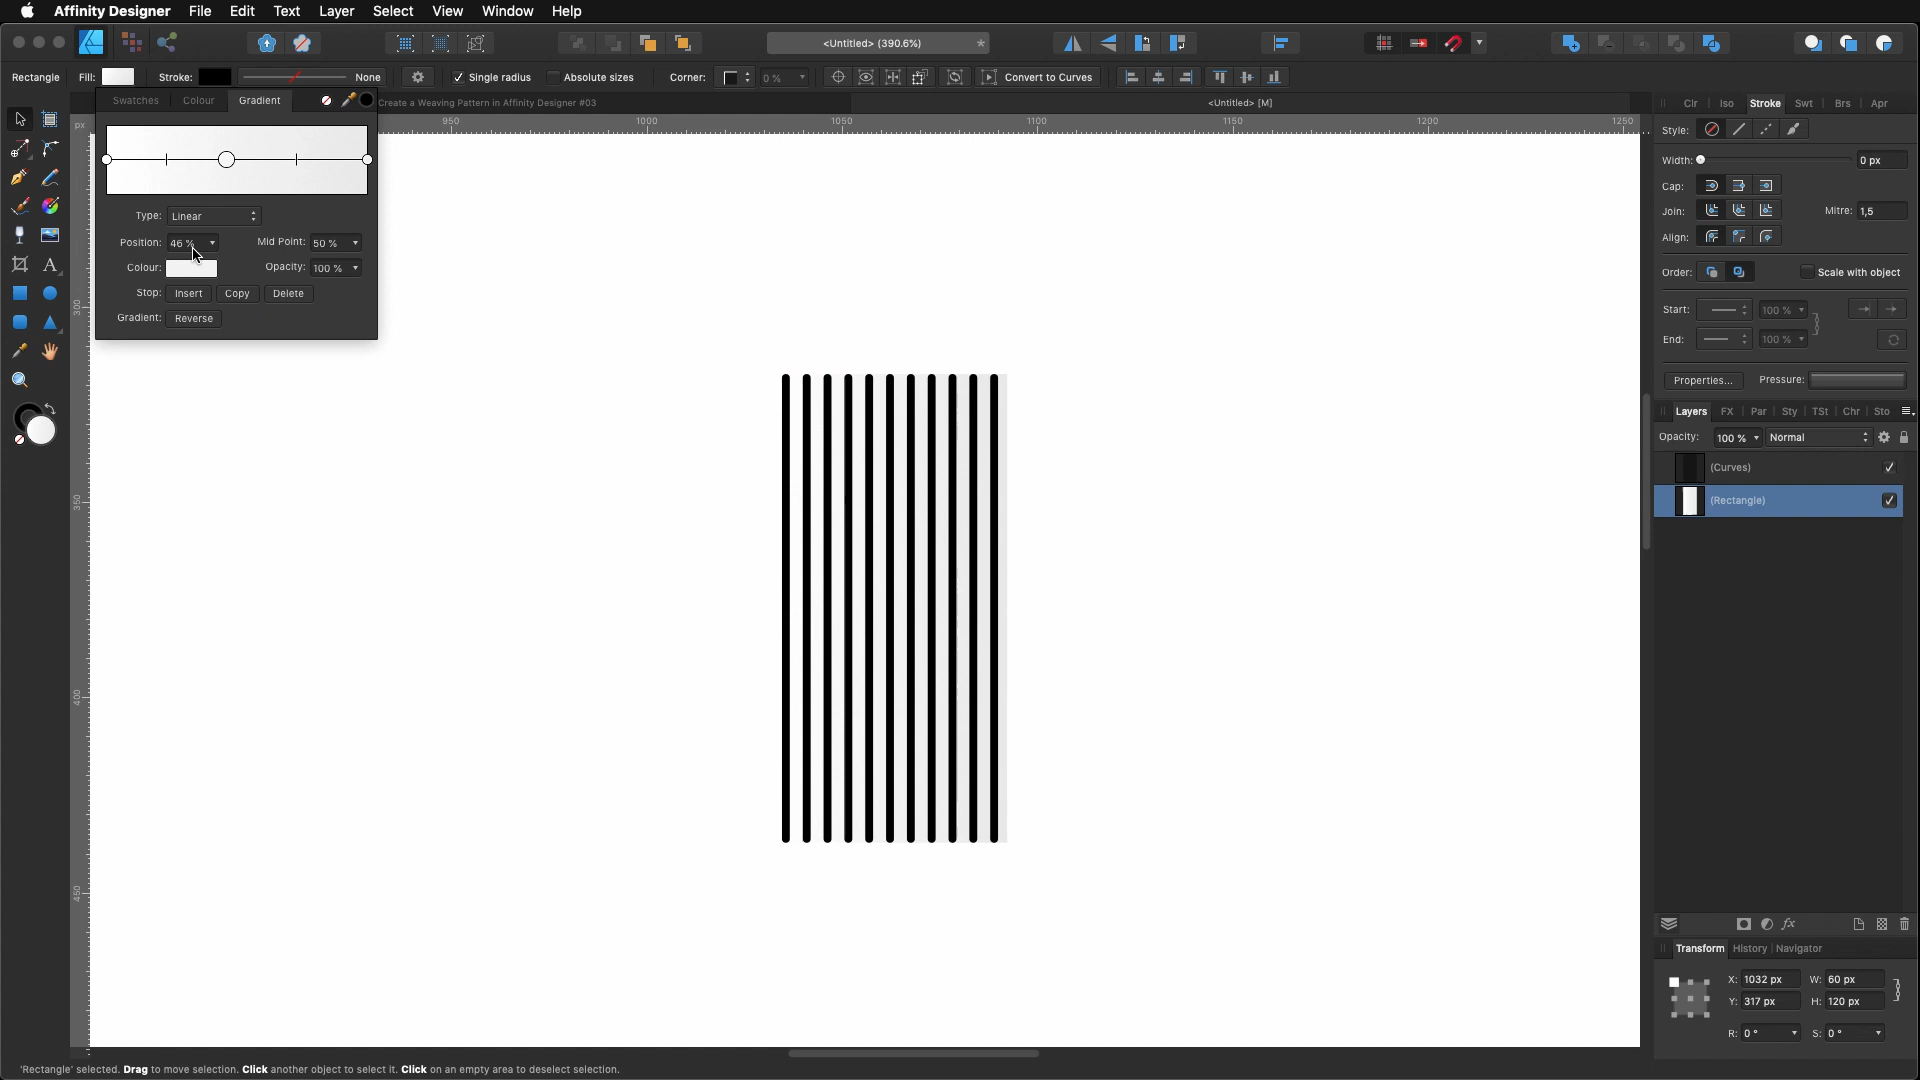 Affinity Designer File Edit Text Layer Select View Window Help
<Untitled> (390.6%) *
Rectangle Fill: Stroke: None Single radius Absolute sizes Corner: 0 % Convert to Curves
Swatches Colour Gradient
Create a Weaving Pattern in Affinity Designer #03
<Untitled> [M]
px 950 1000 1050 1100 1150 1200 1250
300
350
400
450
Type: Linear
Position: 46 % Mid Point: 50 %
Colour: Opacity: 100 %
Stop: Insert Copy Delete
Gradient: Reverse
Clr Iso Stroke Swt Brs Apr
Style:
Width: 0 px
Cap:
Join: Mitre: 1,5
Align:
Order: Scale with object
Start: 100 %
End: 100 %
Properties... Pressure:
Layers FX Par Sty TSt Chr Sto
Opacity: 100 % Normal
(Curves)
(Rectangle)
fx
Transform History Navigator
X: 1032 px W: 60 px
Y: 317 px H: 120 px
R: 0 ° S: 0 °
'Rectangle' selected. Drag to move selection. Click another object to select it. Click on an empty area to deselect selection.